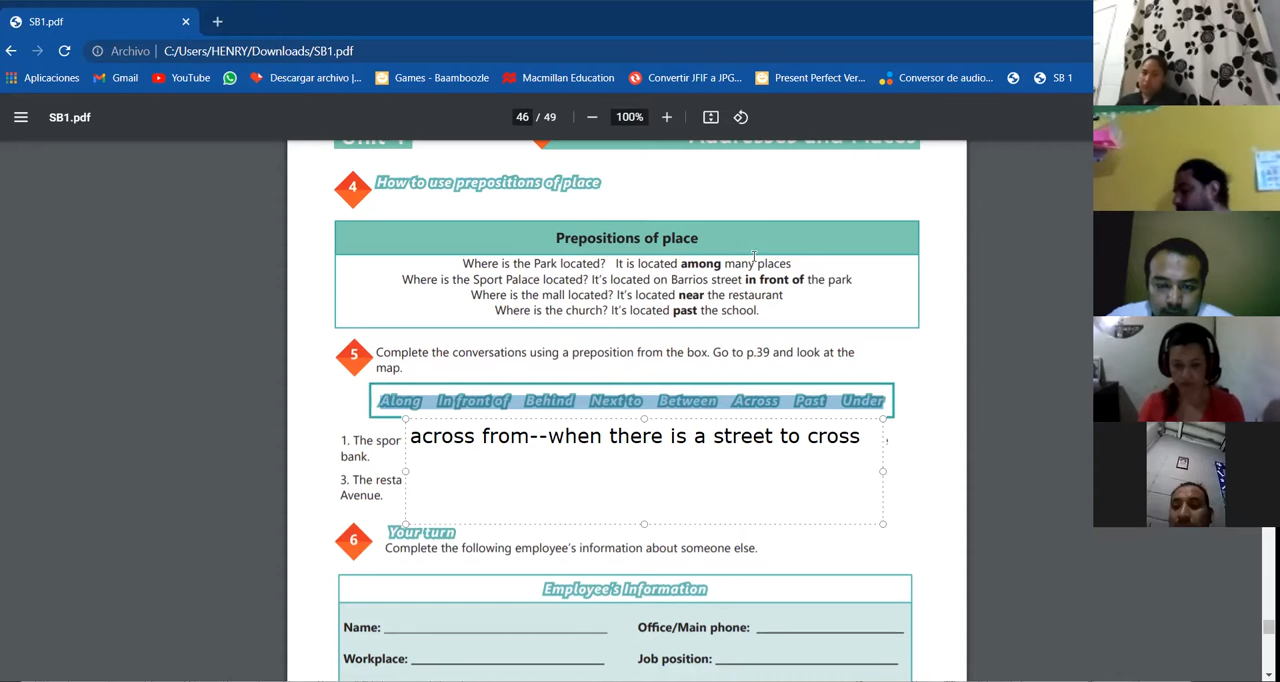 SB1.pdf
Archivo C:/Users/HENRY/Downloads/SB1.pdf
Aplicaciones Gmail YouTube Descargar archivo |... Games - Baamboozle Macmillan Education Convertir JFIF a JPG... Present Perfect Ver... Conversor de audio... SB 1
SB1.pdf 46 / 49 100%
Addresses and Places
4 How to use prepositions of place
Prepositions of place
Where is the Park located? It is located among many places
Where is the Sport Palace located? It's located on Barrios street in front of the park
Where is the mall located? It's located near the restaurant
Where is the church? It's located past the school.
5 Complete the conversations using a preposition from the box. Go to p.39 and look at the
map.
Along In front of Behind Next to Between Across Past Under
across from--when there is a street to cross
1. The spor
bank.
3. The resta
Avenue.
6 Your turn
Complete the following employee's information about someone else.
Employee's Information
Name: Office/Main phone:
Workplace: Job position: